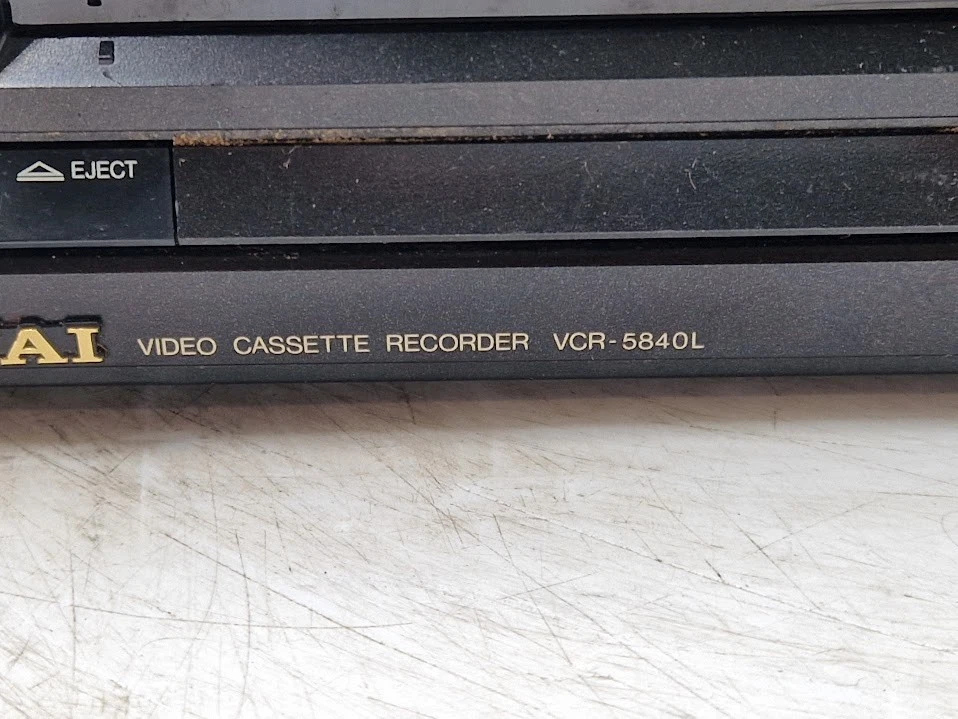 EJECT
AI VIDEO CASSETTE RECORDER VCR-5840L